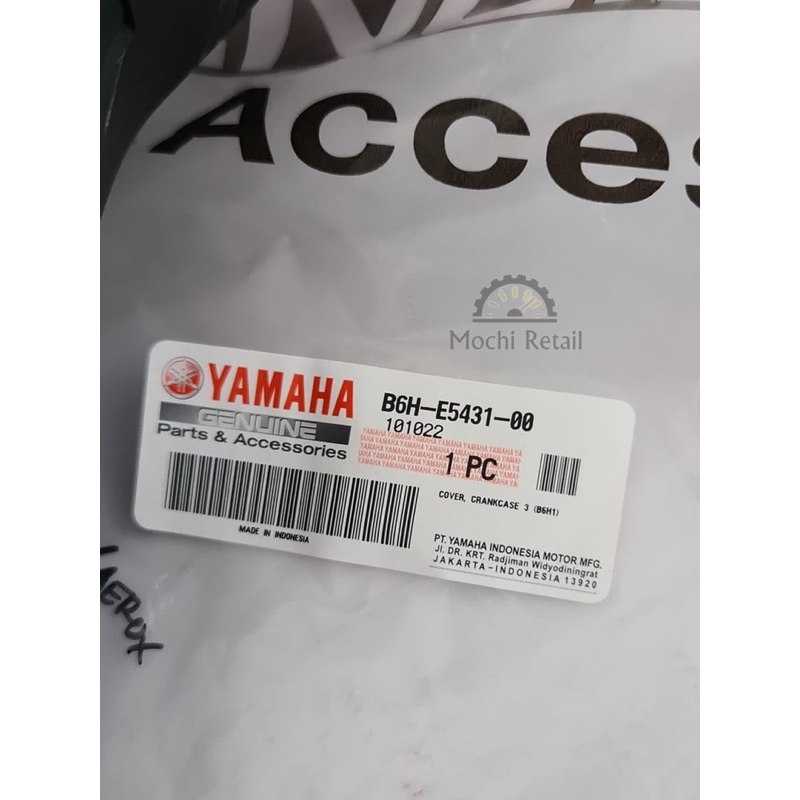 Acces
Mochi Retail
YAMAHA
GENUINE
Parts & Accessories
B6H-E5431-00
101022
1 PC
COVER, CRANKCASE 3 (B6H1)
MADE IN INDONESIA
PT. YAMAHA INDONESIA MOTOR MFG.
JL. DR. KRT. Radjiman Widyodiningrat
JAKARTA-INDONESIA 13920
AEROX